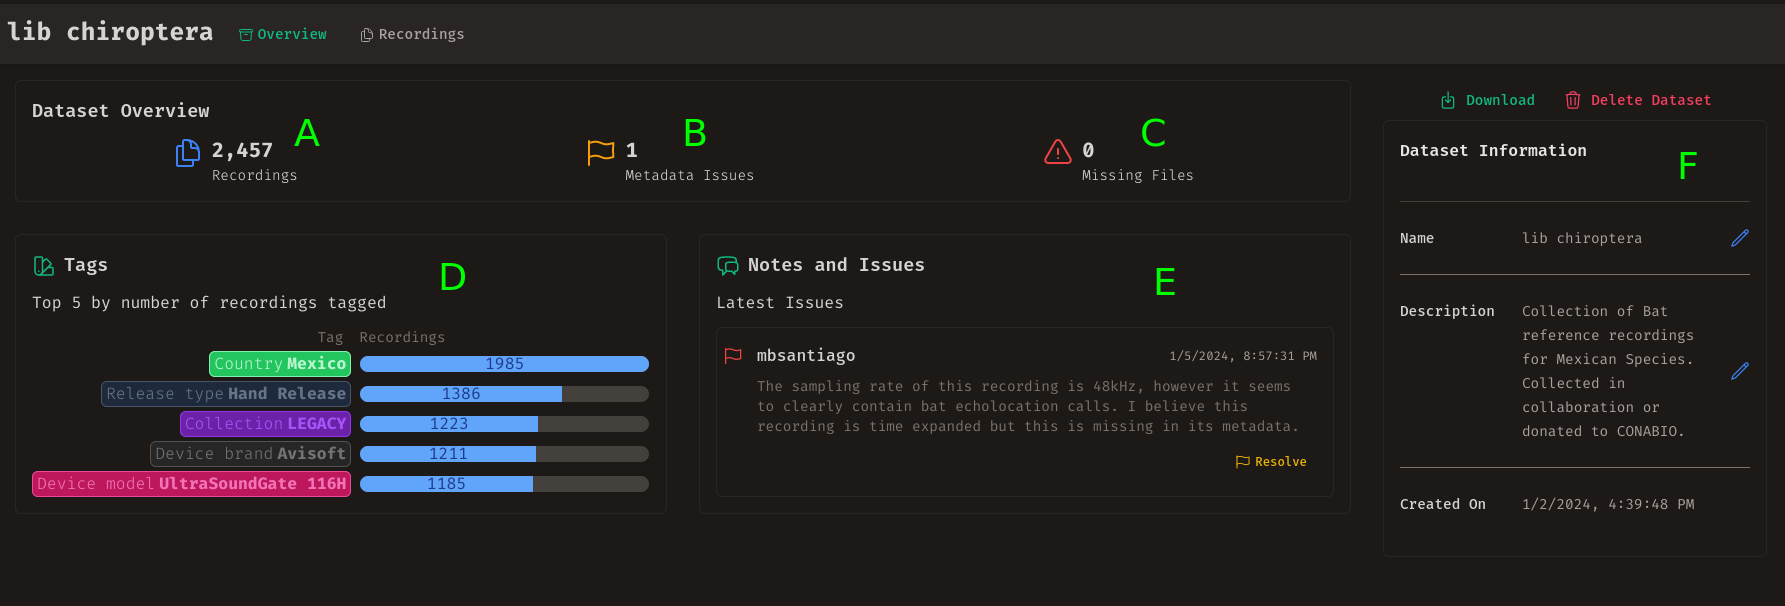 lib chiroptera
Overview
Recordings
Download
Delete Dataset
Dataset Overview
A
2,457
Recordings
B
1
Metadata Issues
C
0
Missing Files
Tags
D
Top 5 by number of recordings tagged
Tag Recordings
Country Mexico 1985
Release type Hand Release 1386
Collection LEGACY 1223
Device brand Avisoft 1211
Device model UltraSoundGate 116H 1185
Notes and Issues
E
Latest Issues
mbsantiago 1/5/2024, 8:57:31 PM
The sampling rate of this recording is 48kHz, however it seems
to clearly contain bat echolocation calls. I believe this
recording is time expanded but this is missing in its metadata.
Resolve
Dataset Information
F
Name lib chiroptera
Description Collection of Bat
reference recordings
for Mexican Species.
Collected in
collaboration or
donated to CONABIO.
Created On 1/2/2024, 4:39:48 PM